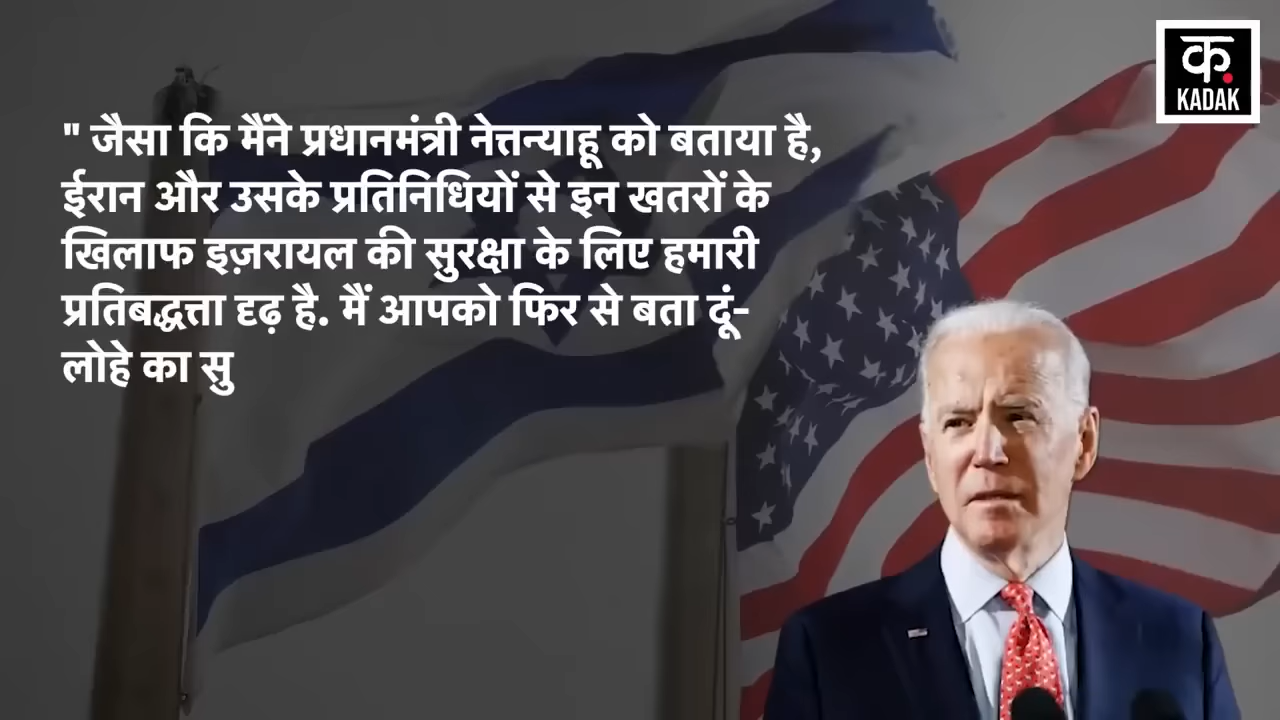 " जैसा कि मैंने प्रधानमंत्री नेत्तन्याहू को बताया है,
ईरान और उसके प्रतिनिधियों से इन खतरों के
खिलाफ इज़रायल की सुरक्षा के लिए हमारी
प्रतिबद्धत्ता दृढ़ है. मैं आपको फिर से बता दूं-
लोहे का सु
क.
KADAK